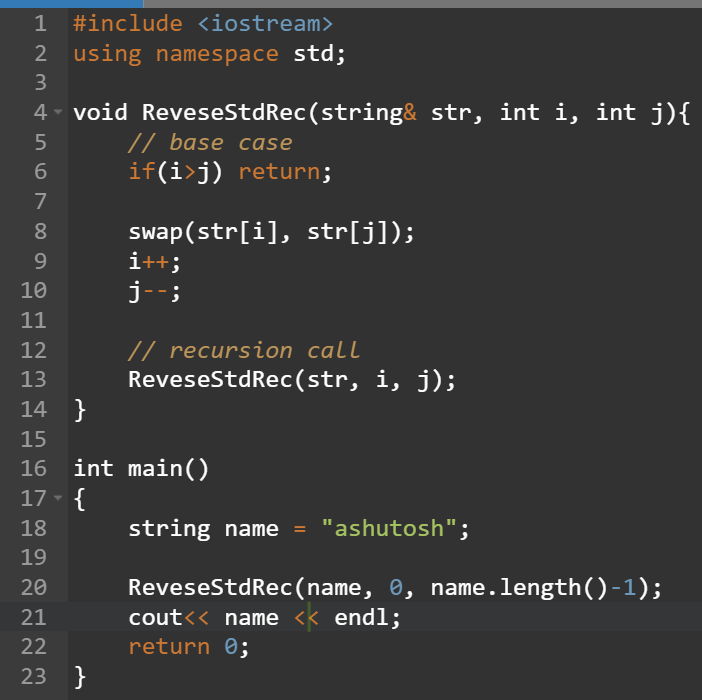 1 #include <iostream>
2 using namespace std;
3
4 void ReveseStdRec(string& str, int i, int j){
5     // base case
6     if(i>j) return;
7
8     swap(str[i], str[j]);
9     i++;
10     j--;
11
12     // recursion call
13     ReveseStdRec(str, i, j);
14 }
15
16 int main()
17 {
18     string name = "ashutosh";
19
20     ReveseStdRec(name, 0, name.length()-1);
21     cout<< name << endl;
22     return 0;
23 }